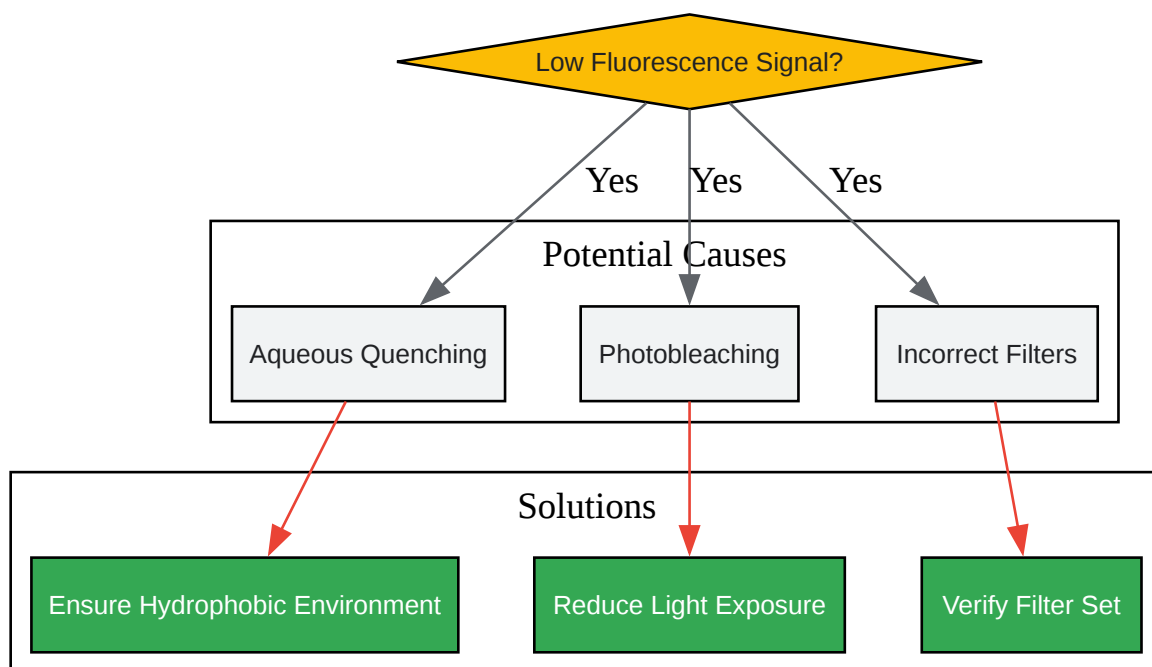 Low Fluorescence Signal?
Yes
Yes
Yes
Potential Causes
Aqueous Quenching
Photobleaching
Incorrect Filters
Solutions
Ensure Hydrophobic Environment
Reduce Light Exposure
Verify Filter Set